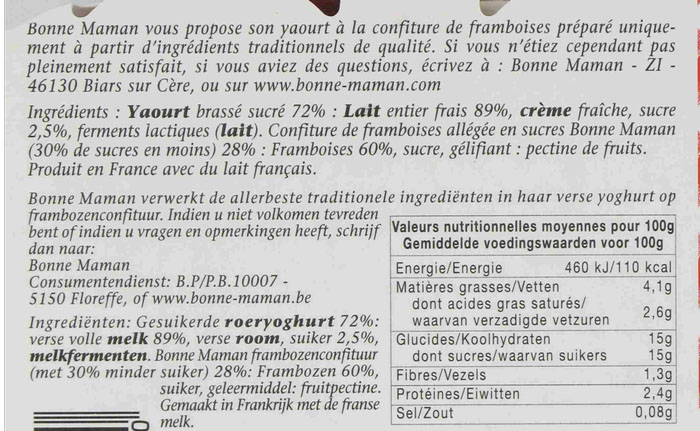 Bonne Maman vous propose son yaourt à la confiture de framboises préparé unique-
ment à partir d'ingrédients traditionnels de qualité. Si vous n'étiez cependant pas
pleinement satisfait, si vous aviez des questions, écrivez à : Bonne Maman - ZI -
46130 Biars sur Cère, ou sur www.bonne-maman.com
Ingrédients : Yaourt brassé sucré 72% : Lait entier frais 89%, crème fraîche, sucre
2,5%, ferments lactiques (lait). Confiture de framboises allégée en sucres Bonne Maman
(30% de sucres en moins) 28% : Framboises 60%, sucre, gélifiant : pectine de fruits.
Produit en France avec du lait français.
Bonne Maman verwerkt de allerbeste traditionele ingrediënten in haar verse yoghurt op
frambozenconfituur. Indien u niet volkomen tevreden
bent of indien u vragen en opmerkingen heeft, schrijf
dan naar:
Bonne Maman
Consumentendienst: B.P/P.B.10007 -
5150 Floreffe, of www.bonne-maman.be
Ingrediënten: Gesuikerde roeryoghurt 72%:
verse volle melk 89%, verse room, suiker 2,5%,
melkfermenten. Bonne Maman frambozenconfituur
(met 30% minder suiker) 28%: Frambozen 60%,
suiker, geleermiddel: fruitpectine.
Gemaakt in Frankrijk met de franse
melk.
Valeurs nutritionnelles moyennes pour 100g
Gemiddelde voedingswaarden voor 100g
Energie/Energie 460 kJ/110 kcal
Matières grasses/Vetten 4,1g
dont acides gras saturés/
waarvan verzadigde vetzuren 2,6g
Glucides/Koolhydraten 15g
dont sucres/waarvan suikers 15g
Fibres/Vezels 1,3g
Protéines/Eiwitten 2,4g
Sel/Zout 0,08g
0